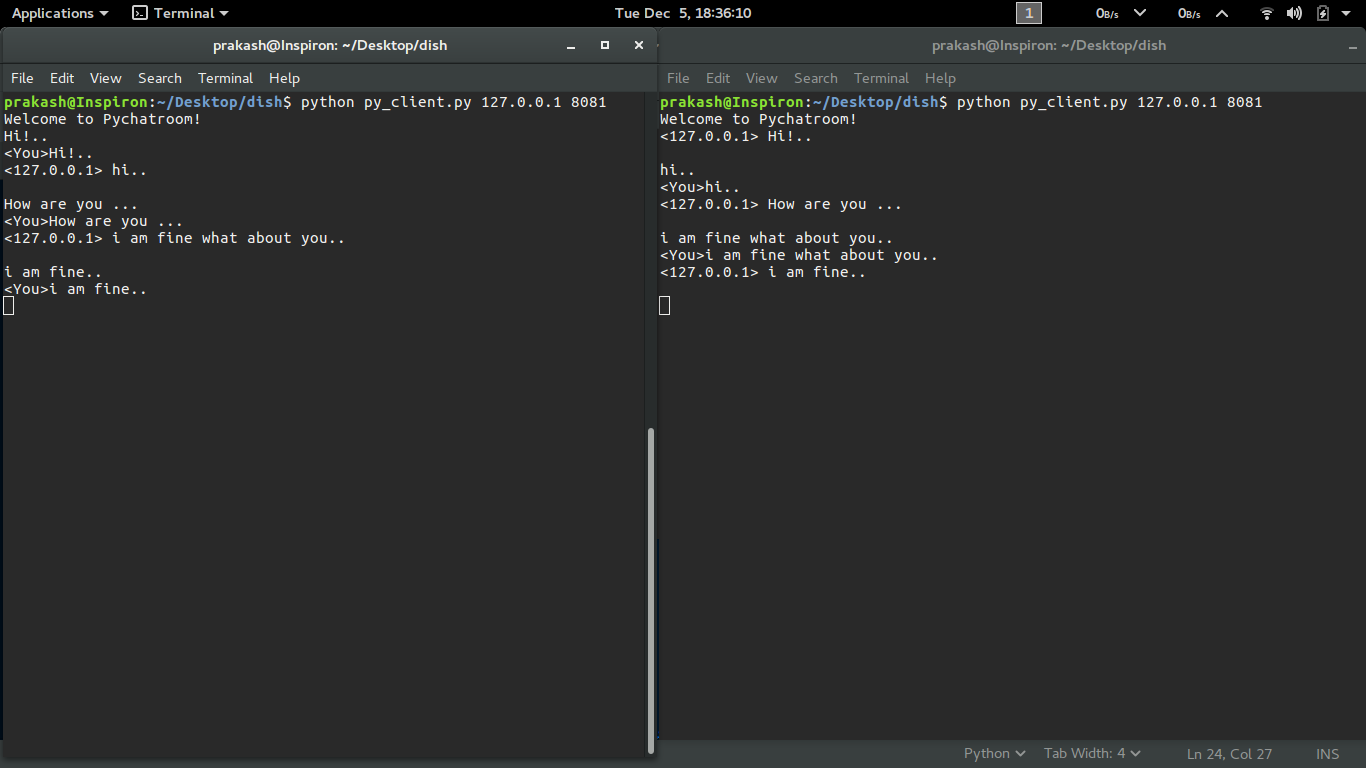 Applications Terminal Tue Dec 5, 18:36:10 1 0B/s 0B/s
prakash@Inspiron: ~/Desktop/dish
File Edit View Search Terminal Help
prakash@Inspiron:~/Desktop/dish$ python py_client.py 127.0.0.1 8081
Welcome to Pychatroom!
Hi!..
<You>Hi!..
<127.0.0.1> hi..
How are you ...
<You>How are you ...
<127.0.0.1> i am fine what about you..
i am fine..
<You>i am fine..
prakash@Inspiron: ~/Desktop/dish
File Edit View Search Terminal Help
prakash@Inspiron:~/Desktop/dish$ python py_client.py 127.0.0.1 8081
Welcome to Pychatroom!
<127.0.0.1> Hi!..
hi..
<You>hi..
<127.0.0.1> How are you ...
i am fine what about you..
<You>i am fine what about you..
<127.0.0.1> i am fine..
Python Tab Width: 4 Ln 24, Col 27 INS